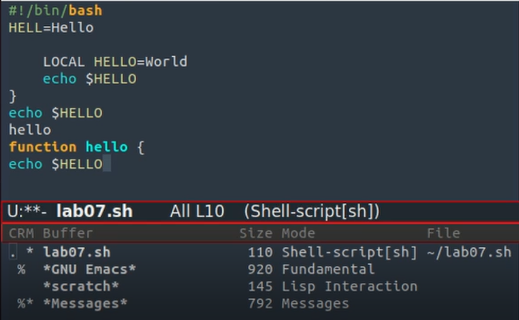 #!/bin/bash
HELL=Hello
LOCAL HELLO=World
echo $HELLO
}
echo $HELLO
hello
function hello {
echo $HELLO
U:**- lab07.sh All L10 (Shell-script[sh])
CRM Buffer Size Mode File
. * lab07.sh 110 Shell-script[sh] ~/lab07.sh
% *GNU Emacs* 920 Fundamental
*scratch* 145 Lisp Interaction
%* *Messages* 792 Messages